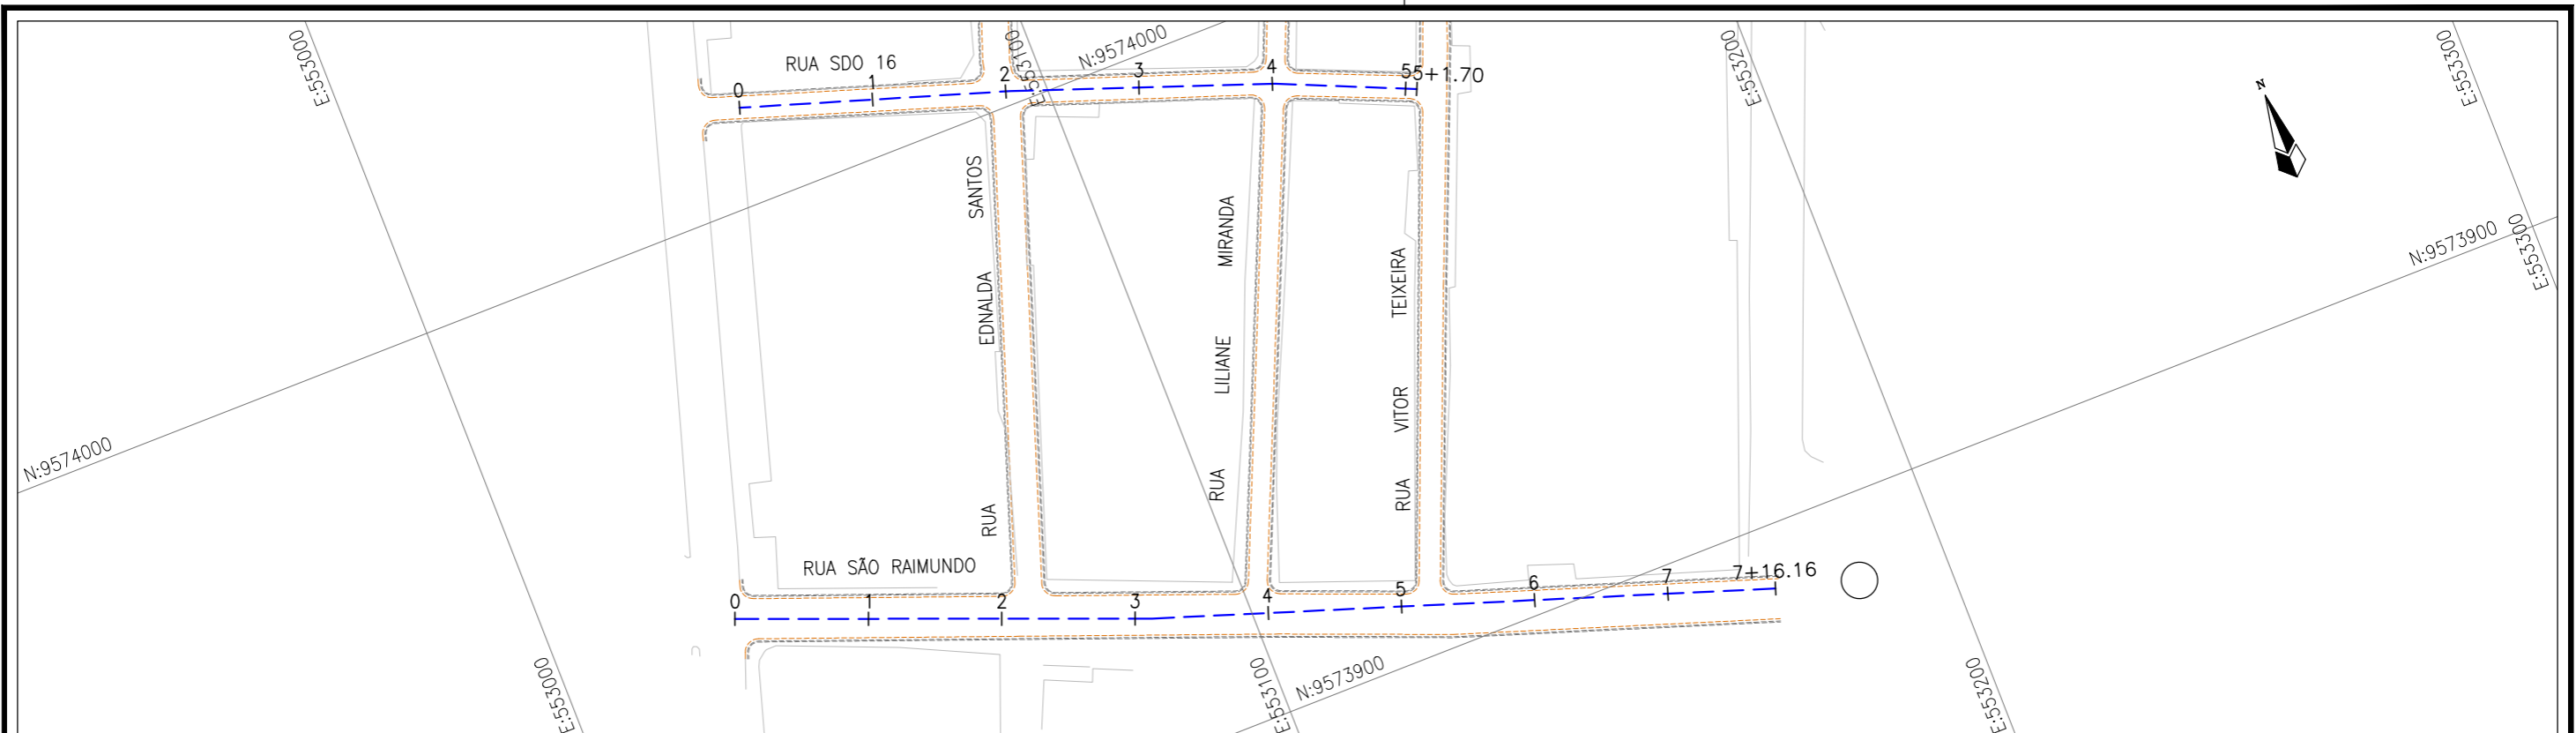 E:553000
E:553100
N:9574000
E:553200
E:553300
RUA SDO 16
0
1
2
3
4
5
5+1.70
N
SANTOS
EDNALDA
RUA
MIRANDA
LILIANE
RUA
TEIXEIRA
VITOR
RUA
N:9573900
E:553300
N:9574000
RUA SÃO RAIMUNDO
0
1
2
3
4
5
6
7
7+16.16
E:553000
E:553100
N:9573900
E:553200